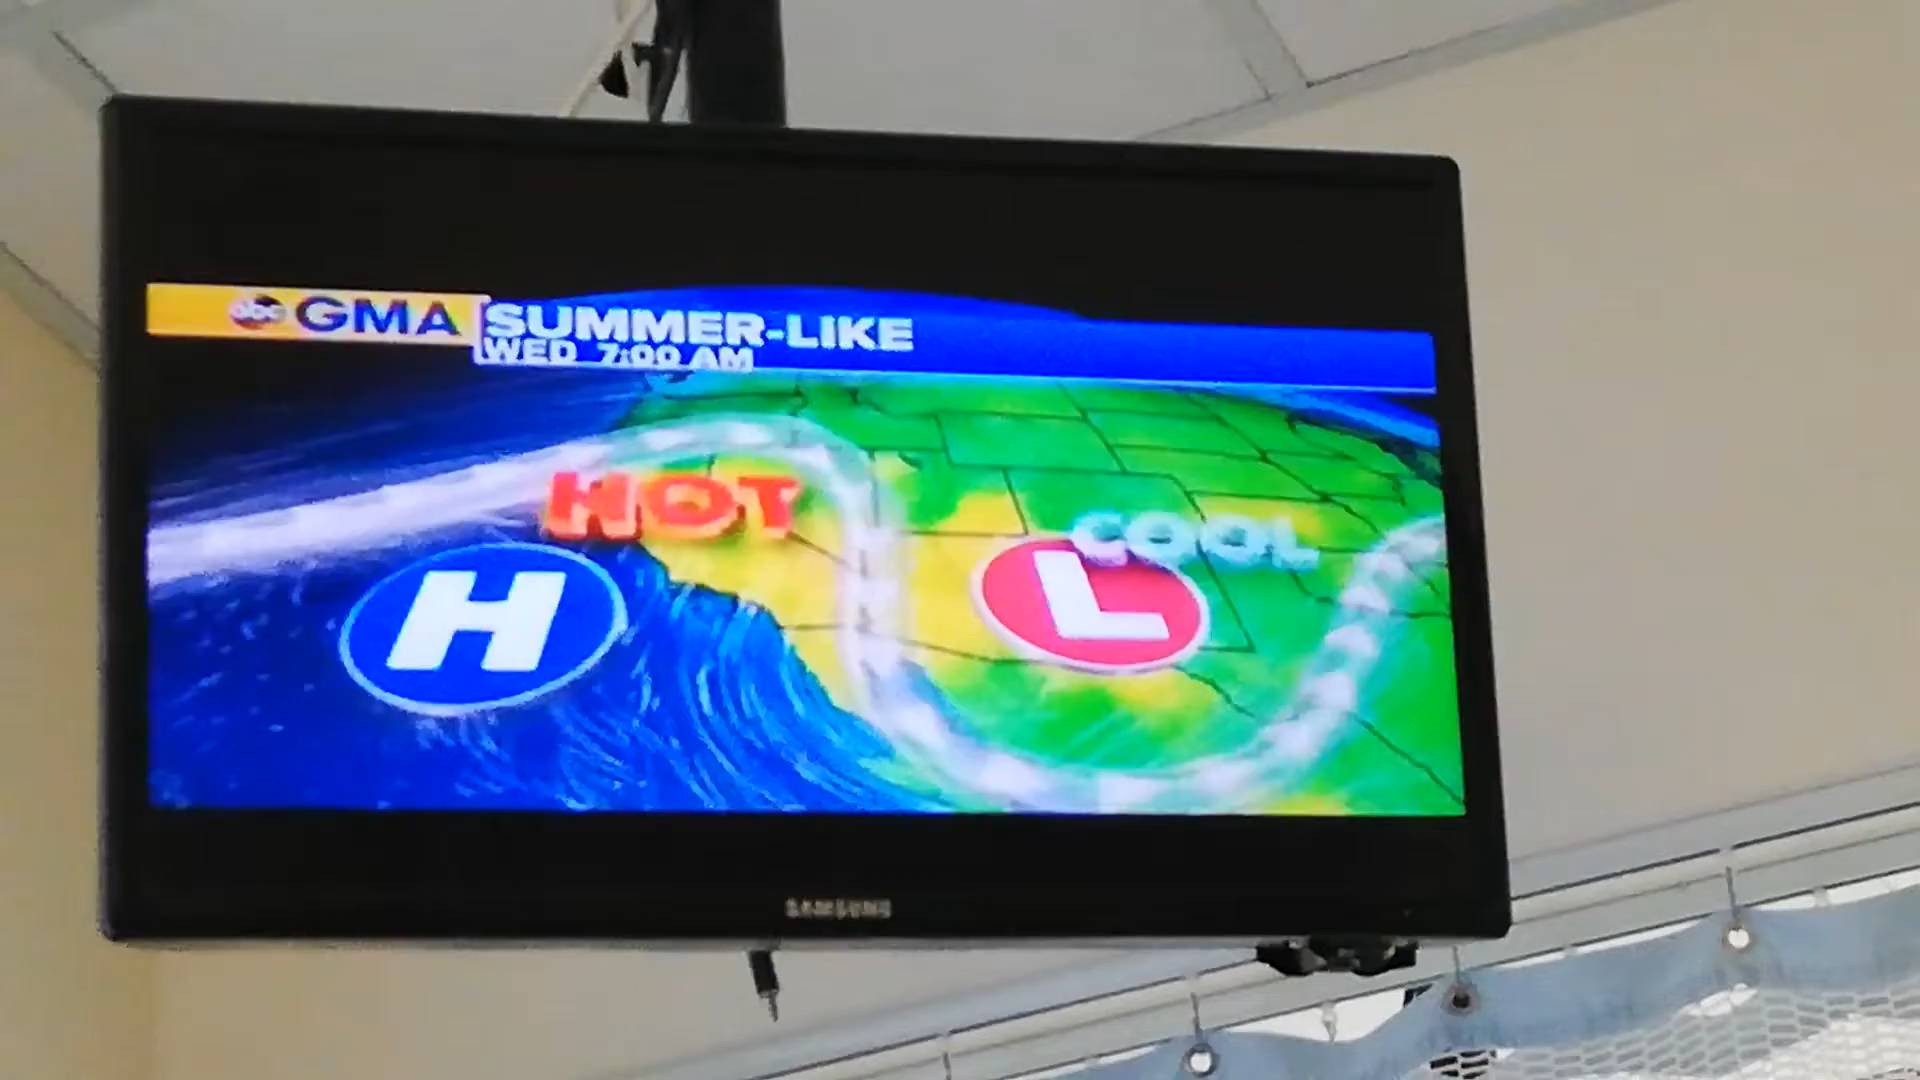 abc GMA
SUMMER-LIKE
WED 7:00 AM
HOT
COOL
H
L
SAMSUNG